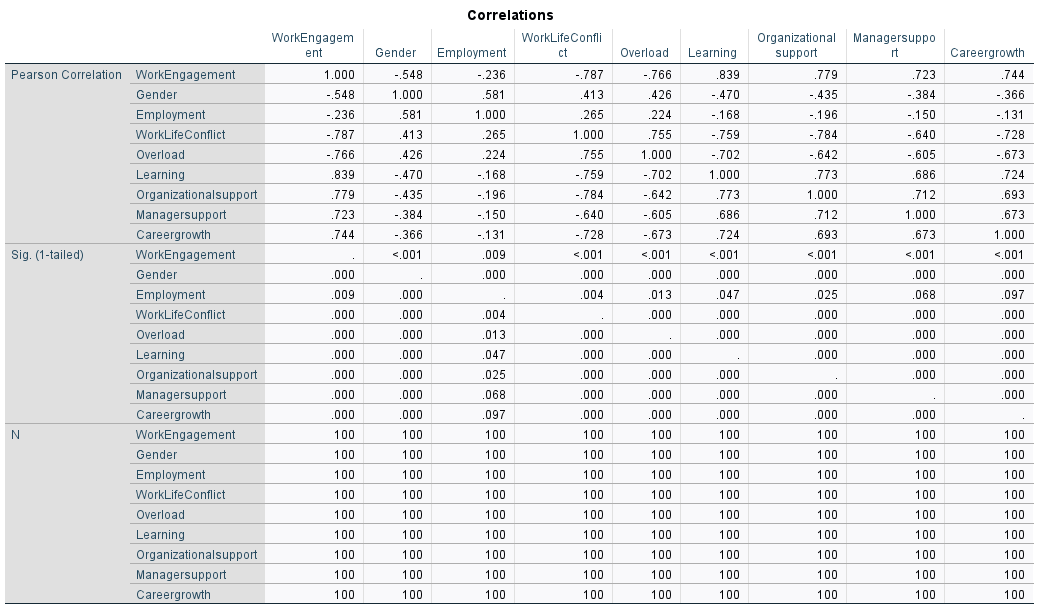 Correlations
WorkEngagem Gender Employment WorkLifeConfli Overload Learning Organizational Managersuppo Careergrowth
ent ct support rt
Pearson Correlation WorkEngagement 1.000 -.548 -.236 -.787 -.766 .839 .779 .723 .744
Gender -.548 1.000 .581 .413 .426 -.470 -.435 -.384 -.366
Employment -.236 .581 1.000 .265 .224 -.168 -.196 -.150 -.131
WorkLifeConflict -.787 .413 .265 1.000 .755 -.759 -.784 -.640 -.728
Overload -.766 .426 .224 .755 1.000 -.702 -.642 -.605 -.673
Learning .839 -.470 -.168 -.759 -.702 1.000 .773 .686 .724
Organizationalsupport .779 -.435 -.196 -.784 -.642 .773 1.000 .712 .693
Managersupport .723 -.384 -.150 -.640 -.605 .686 .712 1.000 .673
Careergrowth .744 -.366 -.131 -.728 -.673 .724 .693 .673 1.000
Sig. (1-tailed) WorkEngagement . <.001 .009 <.001 <.001 <.001 <.001 <.001 <.001
Gender .000 . .000 .000 .000 .000 .000 .000 .000
Employment .009 .000 . .004 .013 .047 .025 .068 .097
WorkLifeConflict .000 .000 .004 . .000 .000 .000 .000 .000
Overload .000 .000 .013 .000 . .000 .000 .000 .000
Learning .000 .000 .047 .000 .000 . .000 .000 .000
Organizationalsupport .000 .000 .025 .000 .000 .000 . .000 .000
Managersupport .000 .000 .068 .000 .000 .000 .000 . .000
Careergrowth .000 .000 .097 .000 .000 .000 .000 .000 .
N WorkEngagement 100 100 100 100 100 100 100 100 100
Gender 100 100 100 100 100 100 100 100 100
Employment 100 100 100 100 100 100 100 100 100
WorkLifeConflict 100 100 100 100 100 100 100 100 100
Overload 100 100 100 100 100 100 100 100 100
Learning 100 100 100 100 100 100 100 100 100
Organizationalsupport 100 100 100 100 100 100 100 100 100
Managersupport 100 100 100 100 100 100 100 100 100
Careergrowth 100 100 100 100 100 100 100 100 100